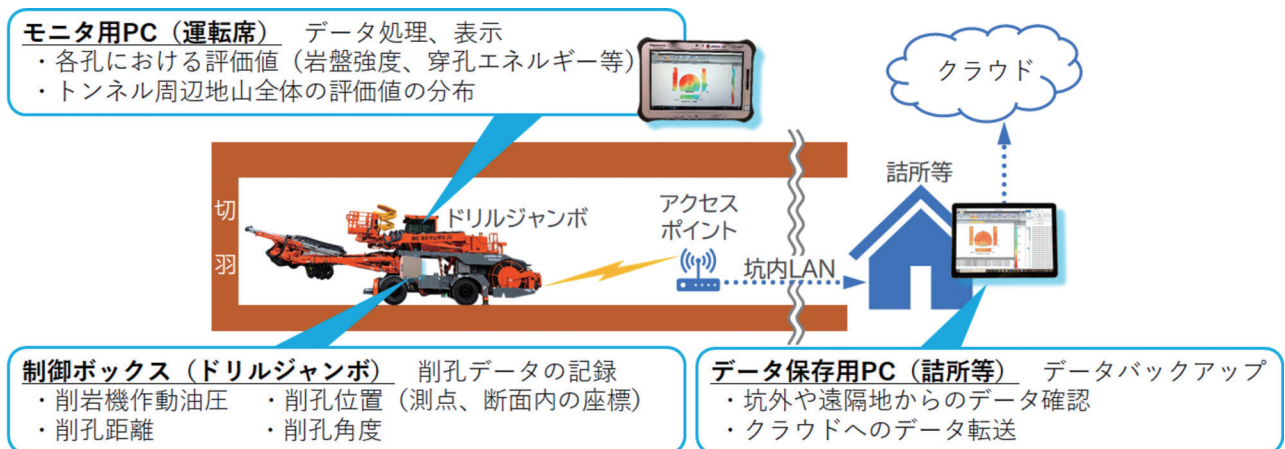 モニタ用PC（運転席）　データ処理、表示
・各孔における評価値（岩盤強度、穿孔エネルギー等）
・トンネル周辺地山全体の評価値の分布
クラウド
詰所等
切羽
ドリルジャンボ
アクセス
ポイント
坑内LAN
制御ボックス（ドリルジャンボ）　削孔データの記録
・削岩機作動油圧　・削孔位置（測点、断面内の座標）
・削孔距離　・削孔角度
データ保存用PC（詰所等）　データバックアップ
・坑外や遠隔地からのデータ確認
・クラウドへのデータ転送